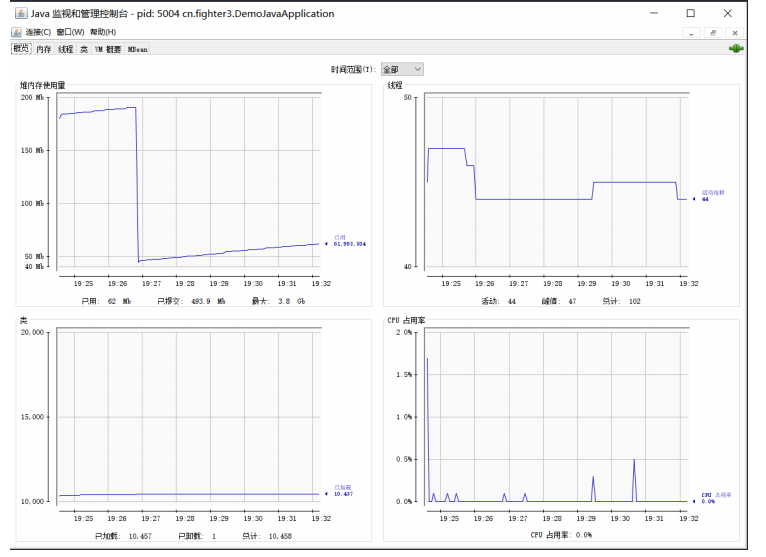 Java 监视和管理控制台 - pid: 5004 cn.fighter3.DemoJavaApplication
连接(C) 窗口(W) 帮助(H)
概览 内存 线程 类 VM 概要 MBean
时间范围(T): 全部
堆内存使用量
200 Mb
150 Mb
100 Mb
50 Mb
40 Mb
已用
61,993,984
19:25 19:26 19:27 19:28 19:29 19:30 19:31 19:32
已用: 62 Mb 已提交: 493.9 Mb 最大: 3.8 Gb
线程
50
40
活动线程
44
19:25 19:26 19:27 19:28 19:29 19:30 19:31 19:32
活动: 44 峰值: 47 总计: 102
类
20,000
15,000
10,000
已加载
10,457
19:25 19:26 19:27 19:28 19:29 19:30 19:31 19:32
已加载: 10,457 已卸载: 1 总计: 10,458
CPU 占用率
2.0%
1.5%
1.0%
0.5%
0.0%
CPU 占用率
0.0%
19:25 19:26 19:27 19:28 19:29 19:30 19:31 19:32
CPU 占用率: 0.0%